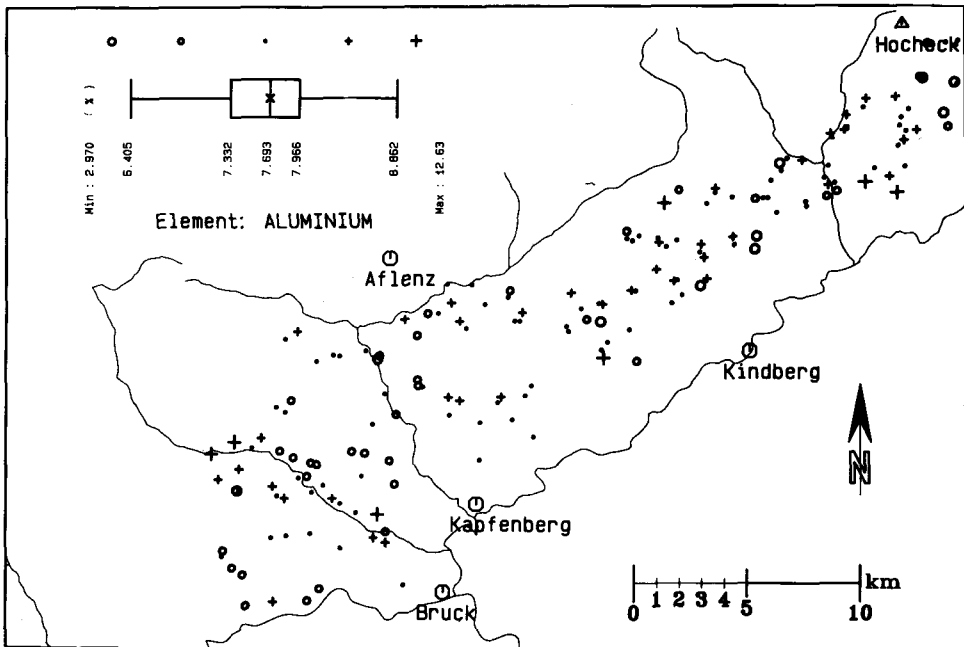 Hocheck
Min : 2.970 ( % )
6.405
7.332
7.693
7.966
8.862
Max : 12.63
Element: ALUMINIUM
Aflenz
Kindberg
N
Kapfenberg
Bruck
km
0 1 2 3 4 5 10